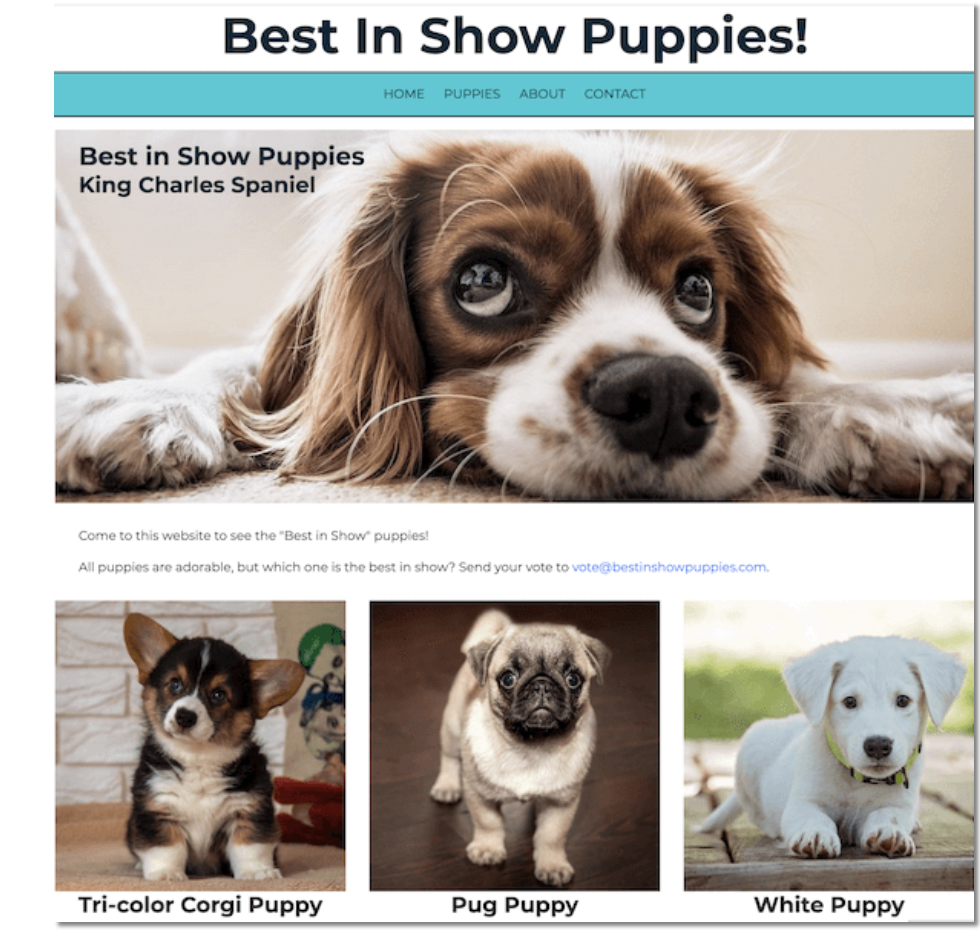 Best In Show Puppies!
HOME PUPPIES ABOUT CONTACT
Best in Show Puppies
King Charles Spaniel
Come to this website to see the "Best in Show" puppies!
All puppies are adorable, but which one is the best in show? Send your vote to vote@bestinshowpuppies.com.
Tri-color Corgi Puppy
Pug Puppy
White Puppy